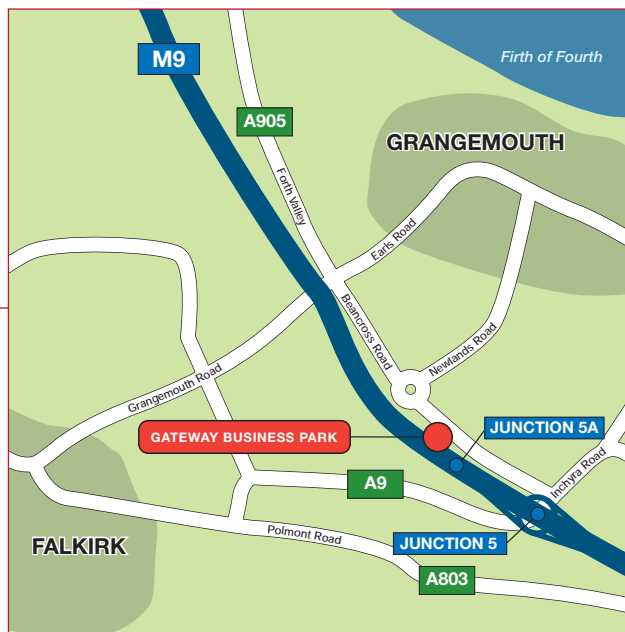 Firth of Fourth
M9
A905
GRANGEMOUTH
Forth Valley
Earls Road
Beancross Road
Newlands Road
Grangemouth Road
GATEWAY BUSINESS PARK
JUNCTION 5A
Inchyra Road
A9
Polmont Road
JUNCTION 5
FALKIRK
A803